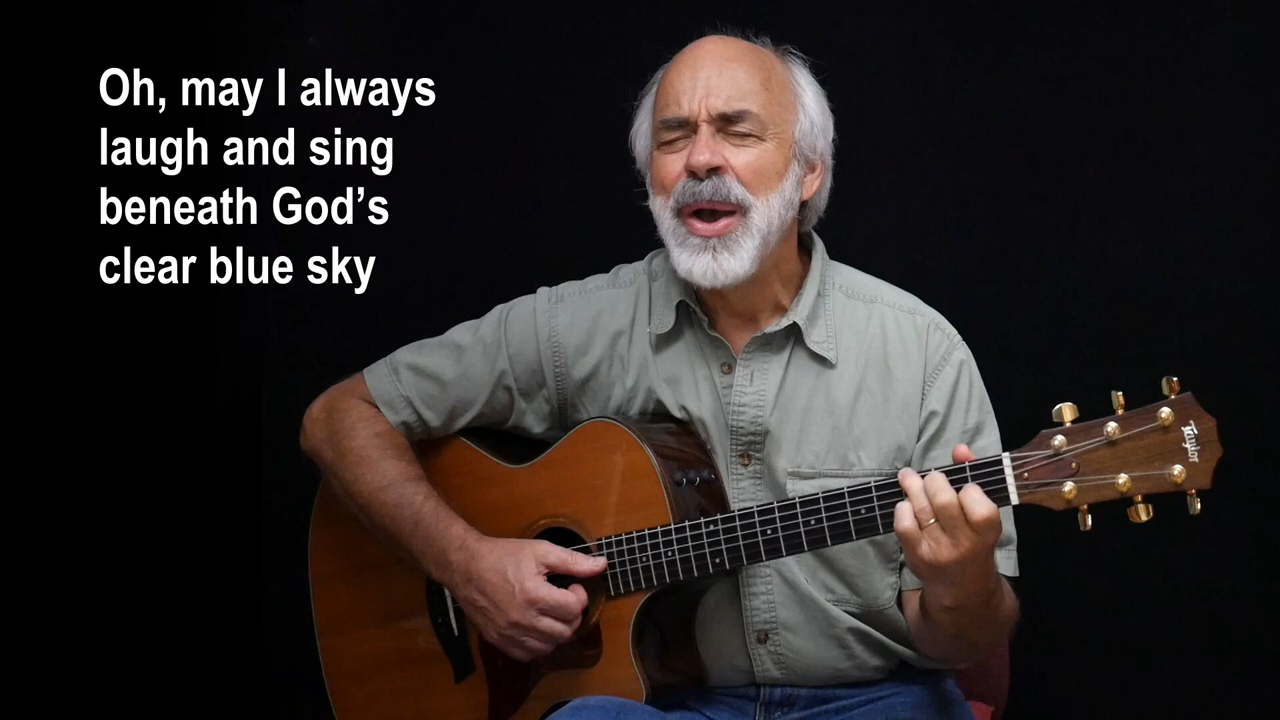 Oh, may I always
laugh and sing
beneath God’s
clear blue sky
Taylor